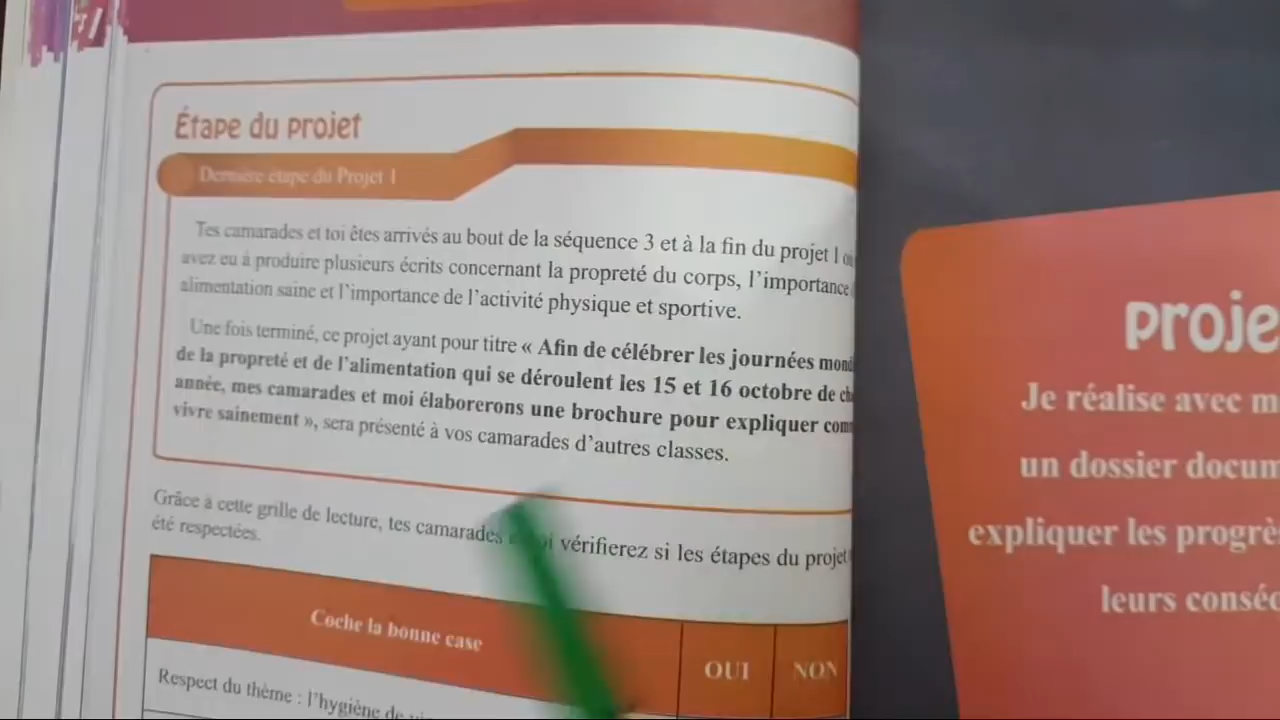 Étape du projet
Dernière étape du Projet 1
Tes camarades et toi êtes arrivés au bout de la séquence 3 et à la fin du projet 1
avez eu à produire plusieurs écrits concernant la propreté du corps, l'importance
alimentation saine et l'importance de l'activité physique et sportive.
Une fois terminé, ce projet ayant pour titre « Afin de célébrer les journées mond
de la propreté et de l'alimentation qui se déroulent les 15 et 16 octobre de ch
année, mes camarades et moi élaborerons une brochure pour expliquer com
vivre sainement », sera présenté à vos camarades d'autres classes.
Grâce à cette grille de lecture, tes camarades vérifierez si les étapes du projet
été respectées.
Coche la bonne case
OUI
NON
Respect du thème : l'hygiène de
proje
Je réalise avec m
un dossier docum
expliquer les progrè
leurs conséc